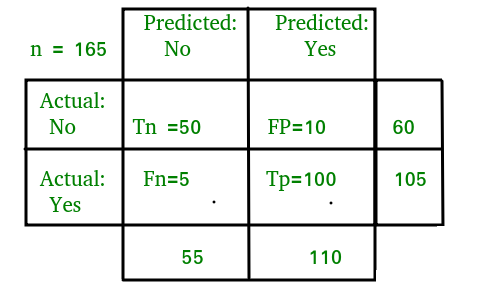 Predicted: Predicted:
n = 165 No Yes
Actual:
No Tn =50 FP=10 60
Actual: Fn=5 Tp=100 105
Yes
55 110